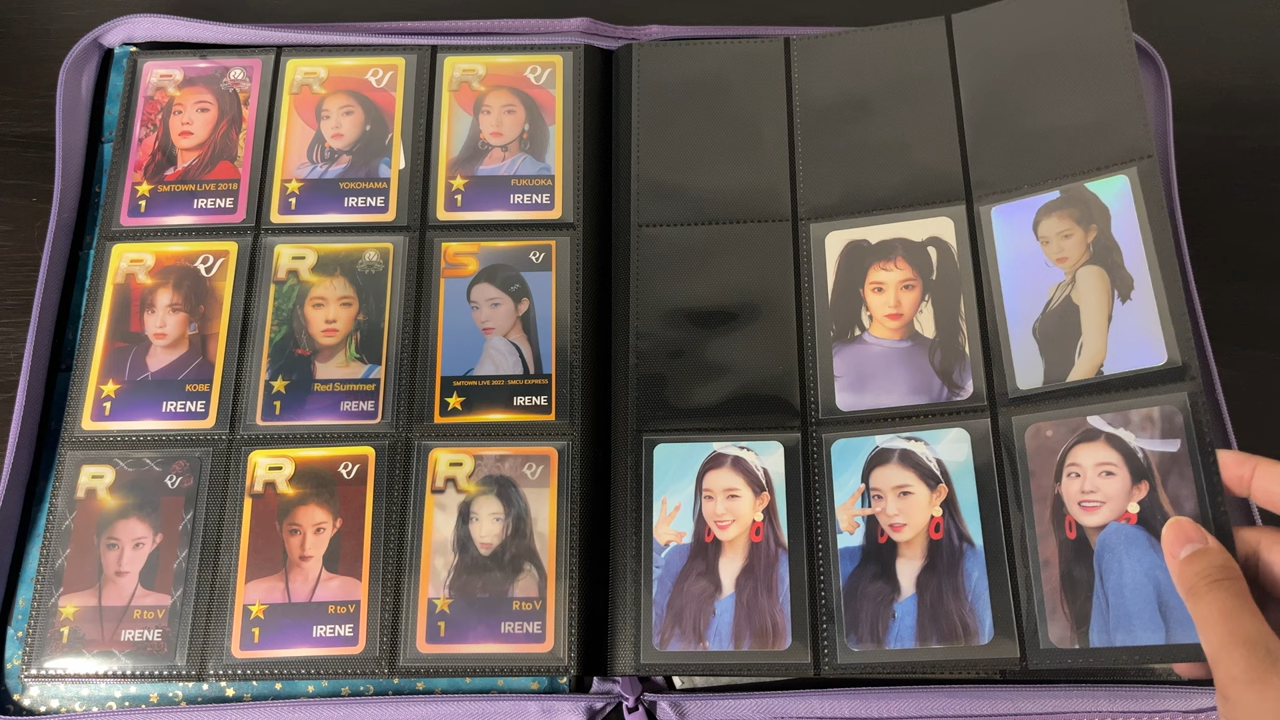 R
SMTOWN LIVE 2018
1 IRENE
R RV
YOKOHAMA
1 IRENE
R RV
FUKUOKA
1 IRENE
R RV
KOBE
1 IRENE
R
Red Summer
1 IRENE
S RV
SMTOWN LIVE 2022 : SMCU EXPRESS
IRENE
R RV
R to V
1 IRENE
R RV
R to V
1 IRENE
R RV
R to V
1 IRENE